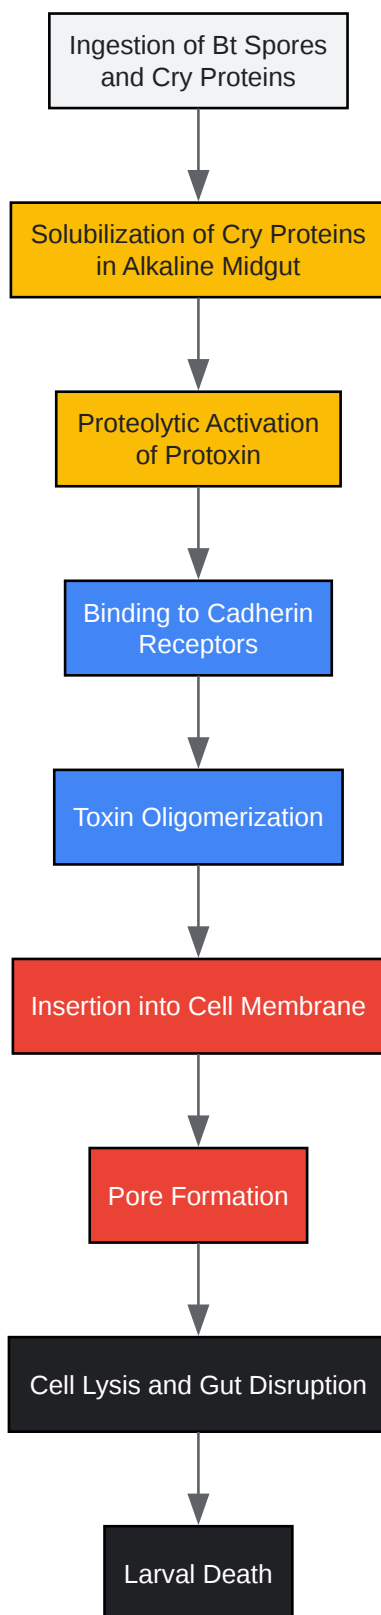 Ingestion of Bt Spores
and Cry Proteins
Solubilization of Cry Proteins
in Alkaline Midgut
Proteolytic Activation
of Protoxin
Binding to Cadherin
Receptors
Toxin Oligomerization
Insertion into Cell Membrane
Pore Formation
Cell Lysis and Gut Disruption
Larval Death